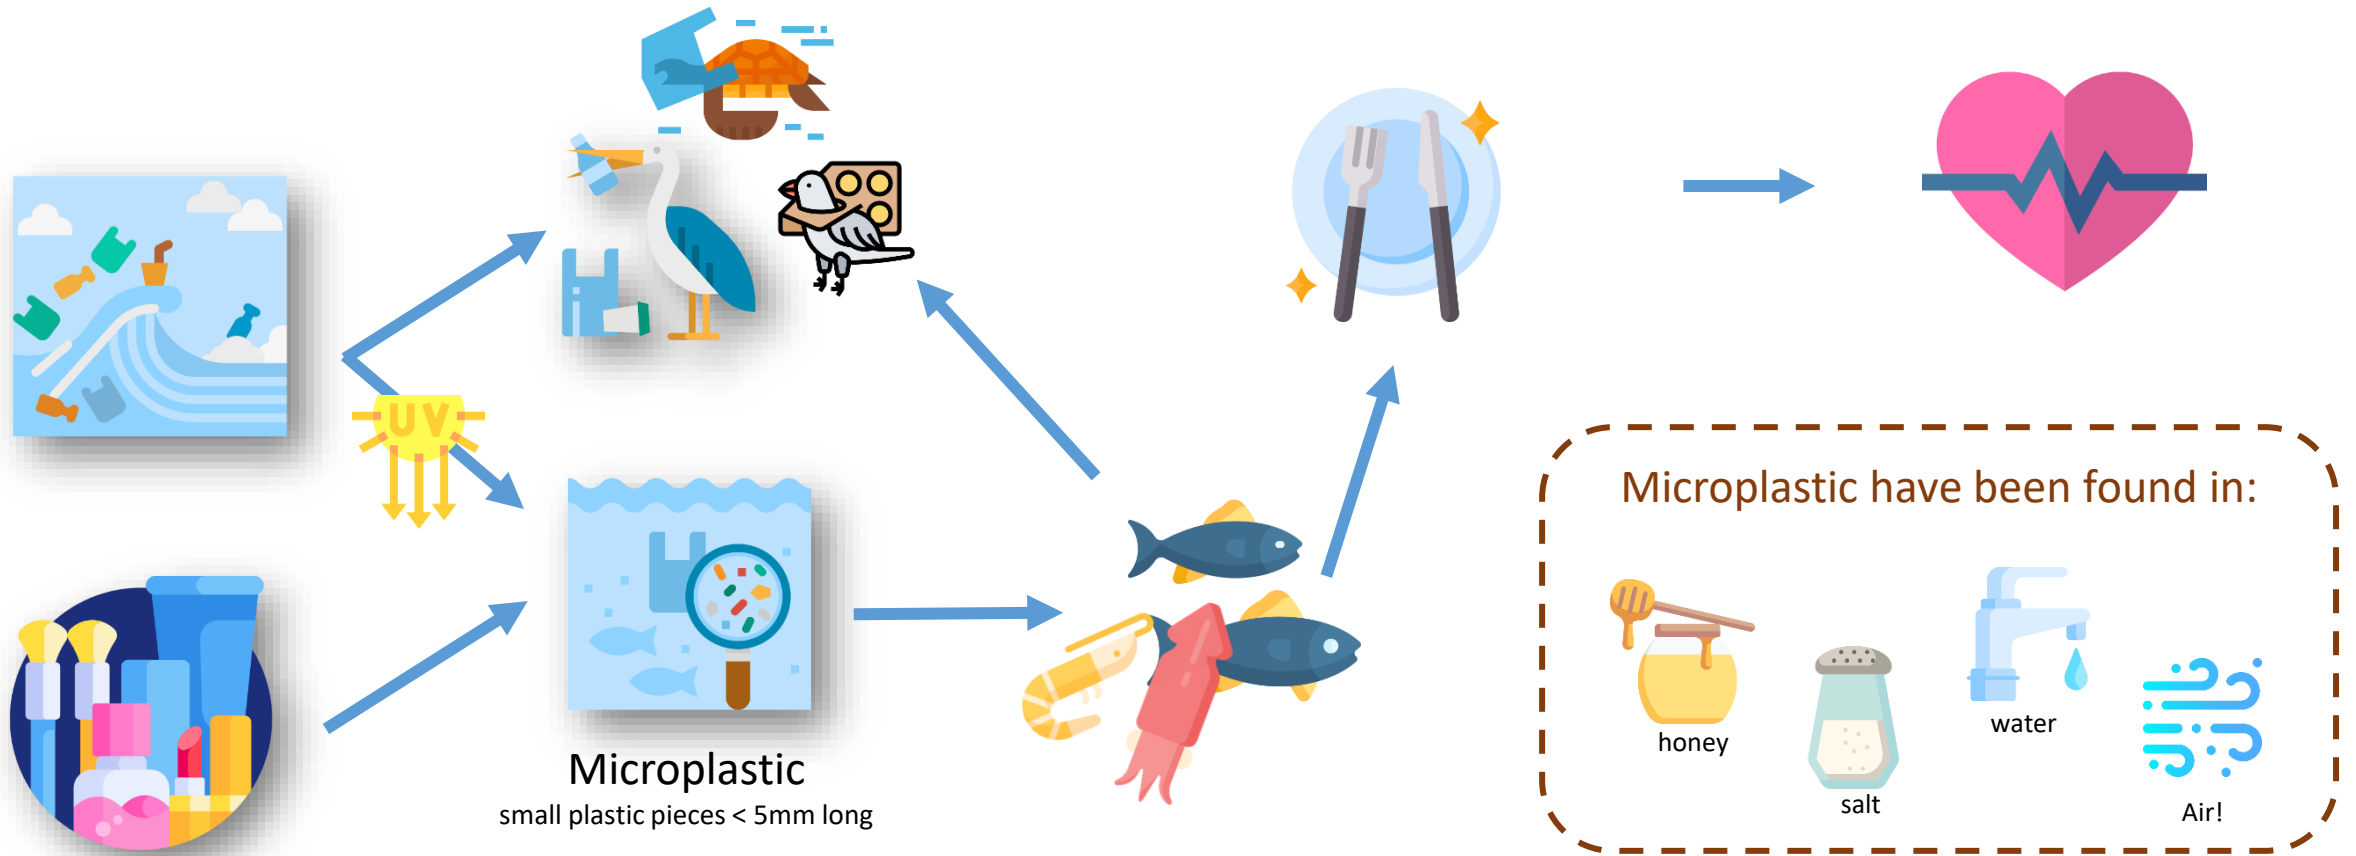 UV
Microplastic
small plastic pieces < 5mm long
Microplastic have been found in:
honey
salt
water
Air!